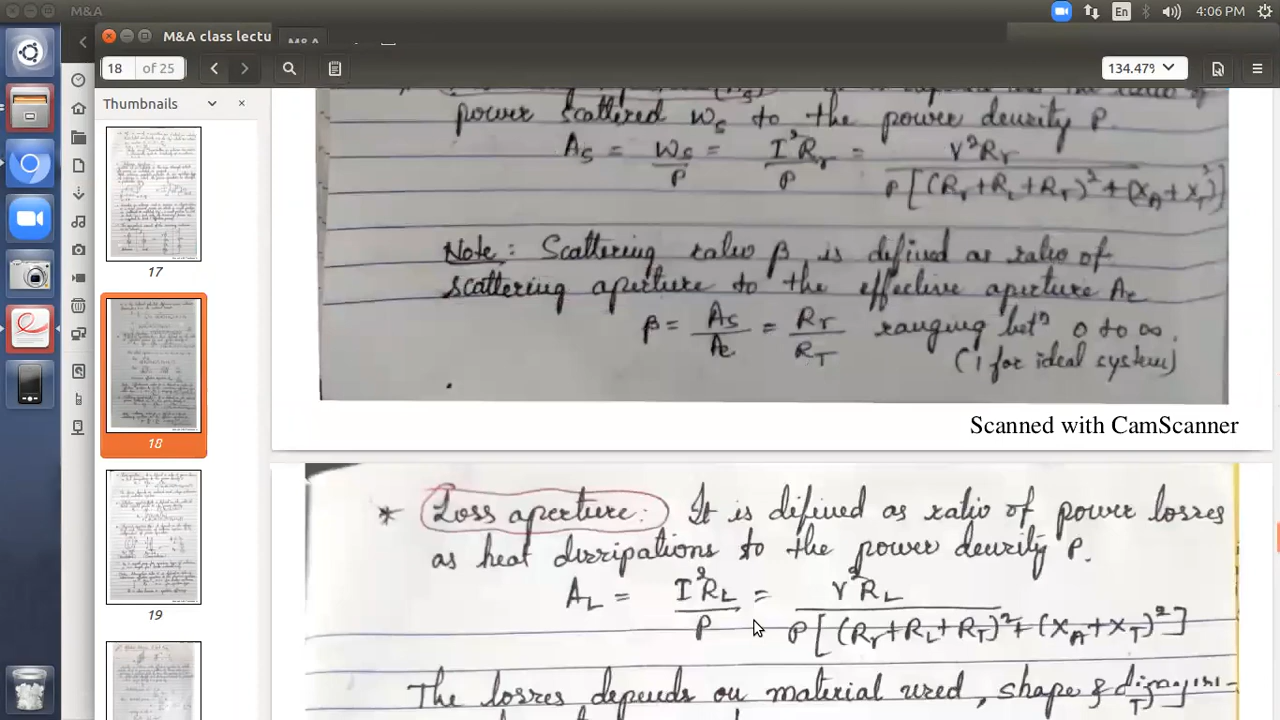 M&A
En
4:06 PM
M&A class lectu
M&A
18 of 25
134.47%
Thumbnails
17
18
19
power scattered Ws to the power density P.
As = Ws/P = I²Rr/P = V²Rr / P[(Rr+RL+RT)²+(XA+XT)²]
Note: Scattering ratio β is defined as ratio of
scattering aperture to the effective aperture Ae
β = As/Ae = Rr/RT ranging betn 0 to ∞.
(1 for ideal system)
Scanned with CamScanner
* Loss aperture: It is defined as ratio of power losses
as heat dissipations to the power density P.
AL = I²RL/P = V²RL / P[(Rr+RL+RT)²+(XA+XT)²]
The losses depends on material used, shape &